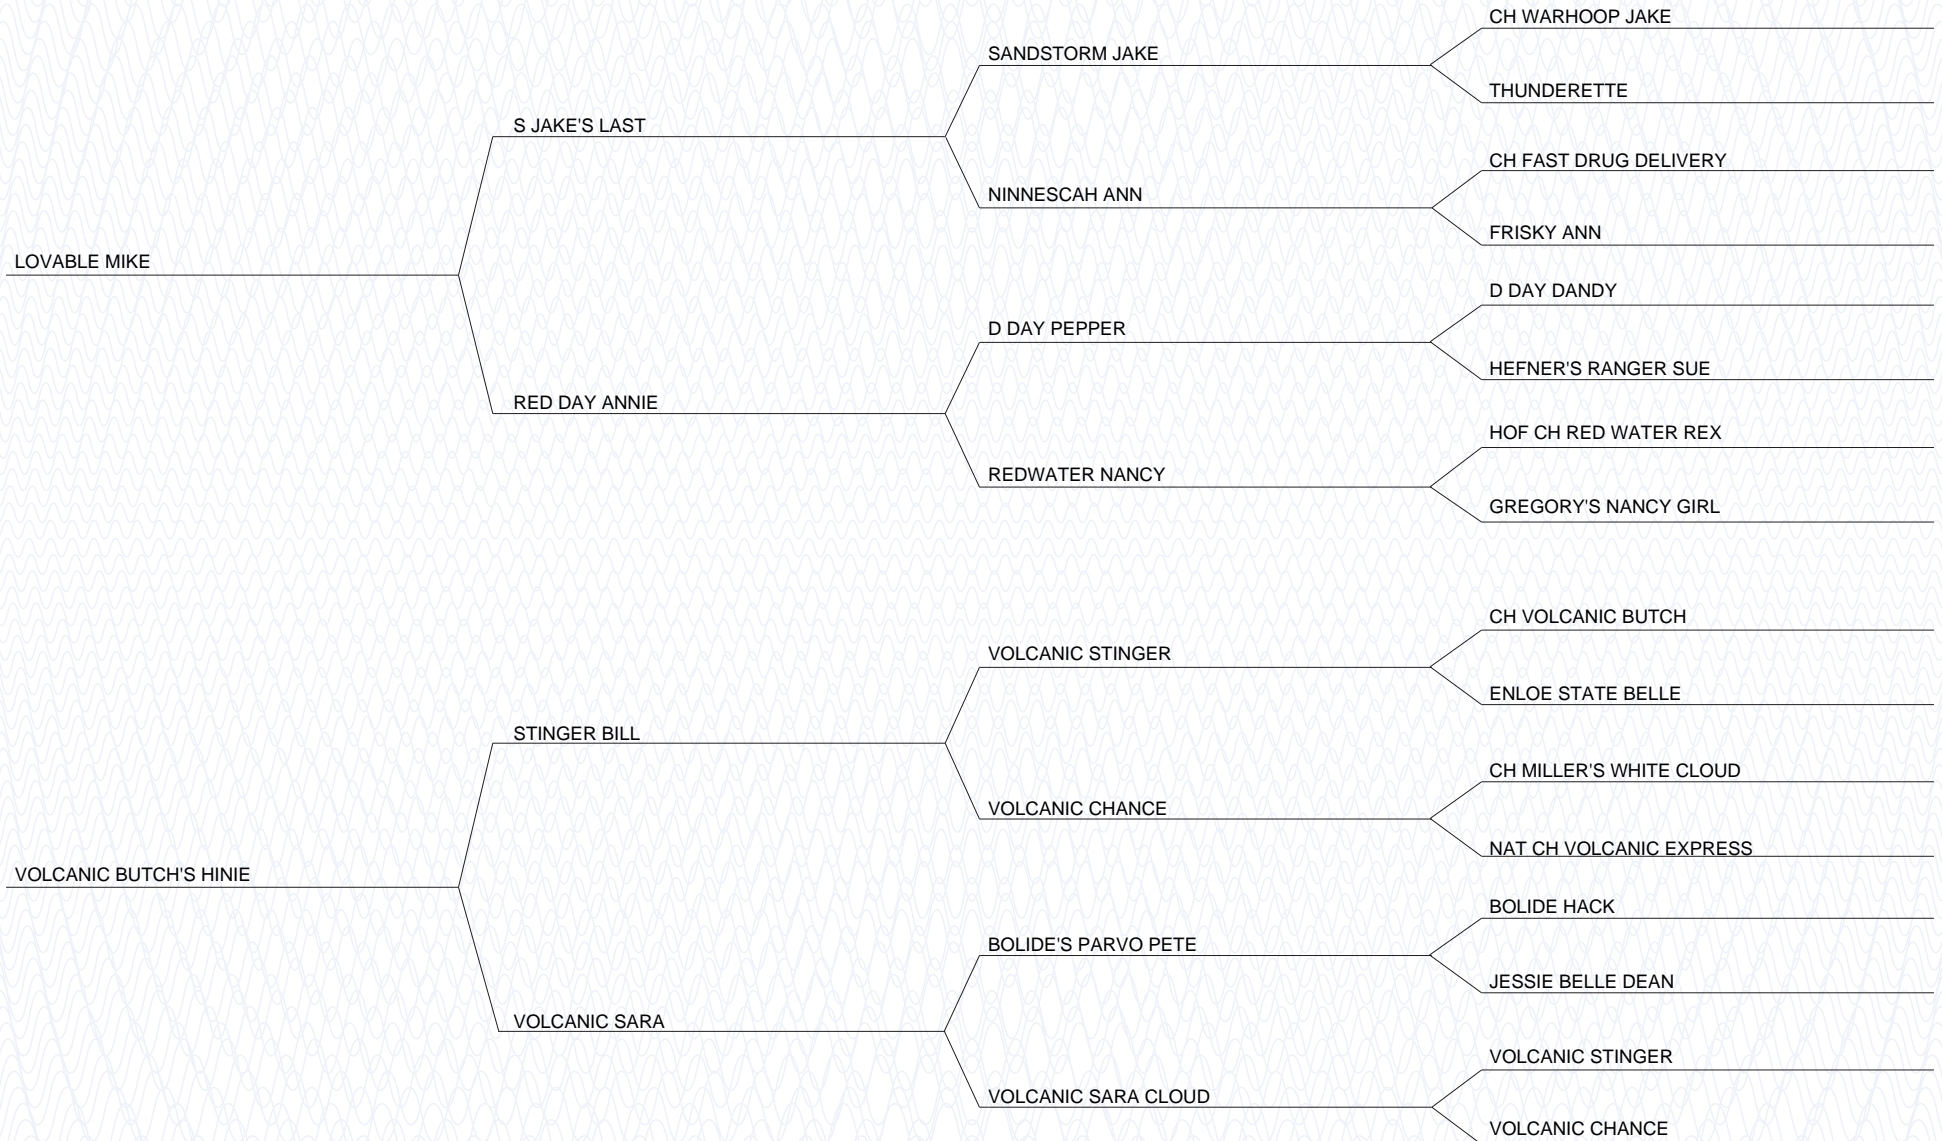 CH WARHOOP JAKE
SANDSTORM JAKE
THUNDERETTE
S JAKE'S LAST
CH FAST DRUG DELIVERY
NINNESCAH ANN
FRISKY ANN
LOVABLE MIKE
D DAY DANDY
D DAY PEPPER
HEFNER'S RANGER SUE
RED DAY ANNIE
HOF CH RED WATER REX
REDWATER NANCY
GREGORY'S NANCY GIRL
CH VOLCANIC BUTCH
VOLCANIC STINGER
ENLOE STATE BELLE
STINGER BILL
CH MILLER'S WHITE CLOUD
VOLCANIC CHANCE
NAT CH VOLCANIC EXPRESS
VOLCANIC BUTCH'S HINIE
BOLIDE HACK
BOLIDE'S PARVO PETE
JESSIE BELLE DEAN
VOLCANIC SARA
VOLCANIC STINGER
VOLCANIC SARA CLOUD
VOLCANIC CHANCE